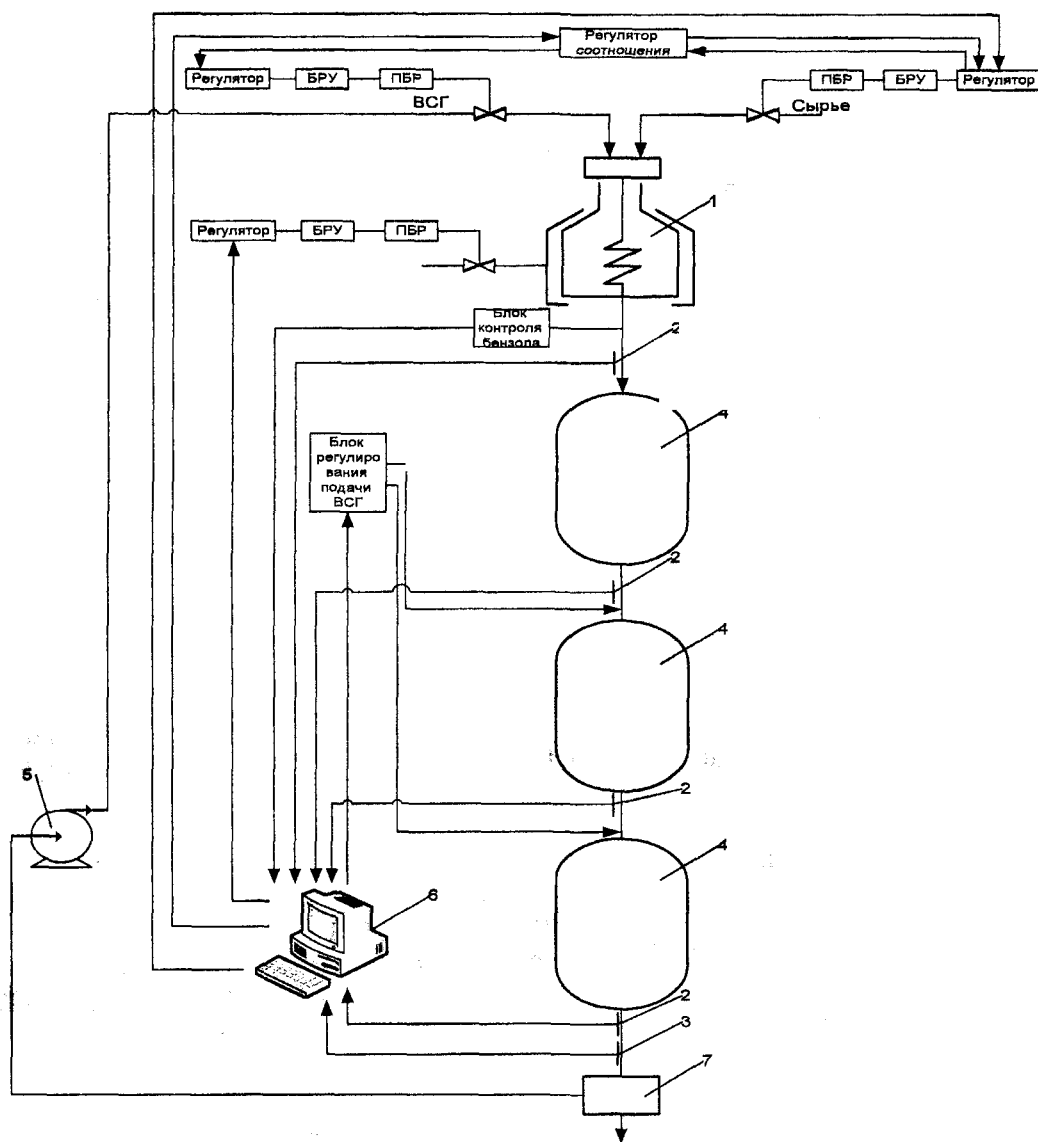 Регулятор
соотношения
Регулятор
БРУ
ПБР
ПБР
БРУ
Регулятор
ВСГ
Сырье
1
Регулятор
БРУ
ПБР
Блок
контроля
бензола
2
4
Блок
регулиро
вания
подачи
ВСГ
2
4
5
2
4
6
2
3
7